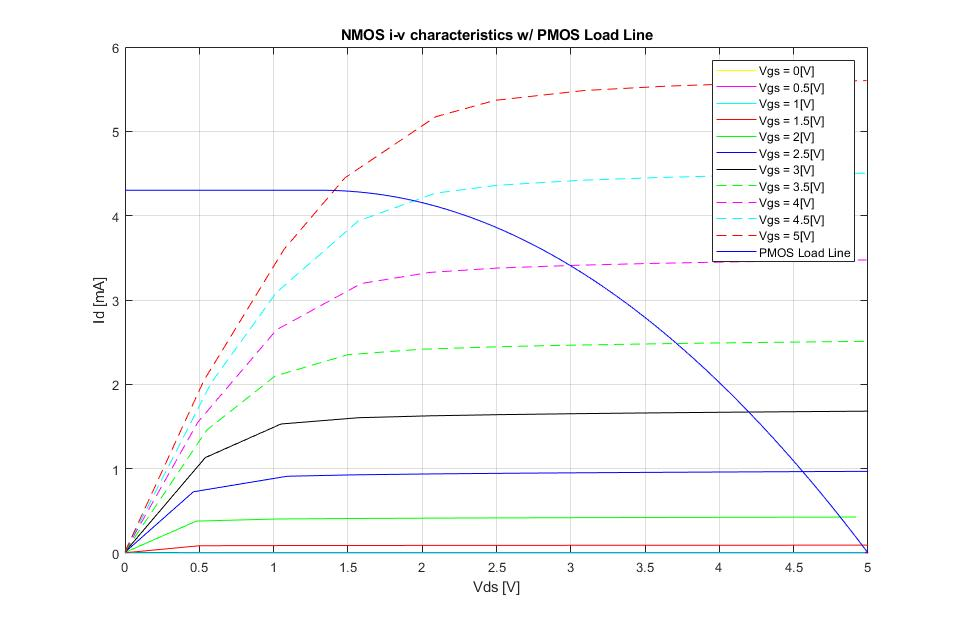 NMOS i-v characteristics w/ PMOS Load Line
6
5
4
3
2
1
0
Id [mA]
Vgs = 0[V]
Vgs = 0.5[V]
Vgs = 1[V]
Vgs = 1.5[V]
Vgs = 2[V]
Vgs = 2.5[V]
Vgs = 3[V]
Vgs = 3.5[V]
Vgs = 4[V]
Vgs = 4.5[V]
Vgs = 5[V]
PMOS Load Line
0 0.5 1 1.5 2 2.5 3 3.5 4 4.5 5
Vds [V]